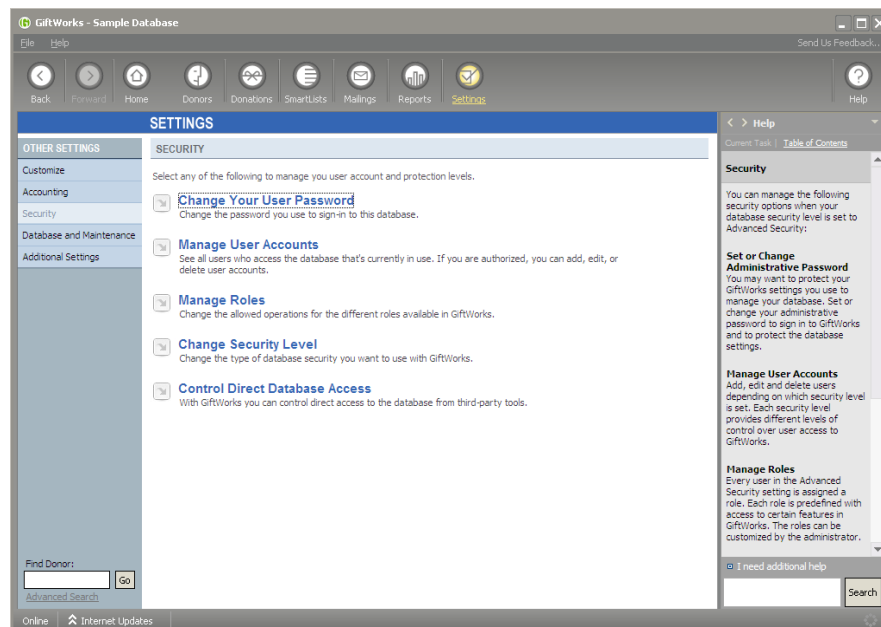 GiftWorks - Sample Database
File Help
Send Us Feedback...
Back Forward Home Donors Donations SmartLists Mailings Reports Settings Help
SETTINGS
OTHER SETTINGS
Customize
Accounting
Security
Database and Maintenance
Additional Settings
Find Donor:
Go
Advanced Search
SECURITY
Select any of the following to manage you user account and protection levels.
Change Your User Password
Change the password you use to sign-in to this database.
Manage User Accounts
See all users who access the database that's currently in use. If you are authorized, you can add, edit, or
delete user accounts.
Manage Roles
Change the allowed operations for the different roles available in GiftWorks.
Change Security Level
Change the type of database security you want to use with GiftWorks.
Control Direct Database Access
With GiftWorks you can control direct access to the database from third-party tools.
< > Help
Current Task | Table of Contents
Security
You can manage the following
security options when your
database security level is set to
Advanced Security:
Set or Change
Administrative Password
You may want to protect your
GiftWorks settings you use to
manage your database. Set or
change your administrative
password to sign in to GiftWorks
and to protect the database
settings.
Manage User Accounts
Add, edit and delete users
depending on which security level
is set. Each security level
provides different levels of
control over user access to
GiftWorks.
Manage Roles
Every user in the Advanced
Security setting is assigned a
role. Each role is predefined with
access to certain features in
GiftWorks. The roles can be
customized by the administrator.
I need additional help
Search
Online Internet Updates